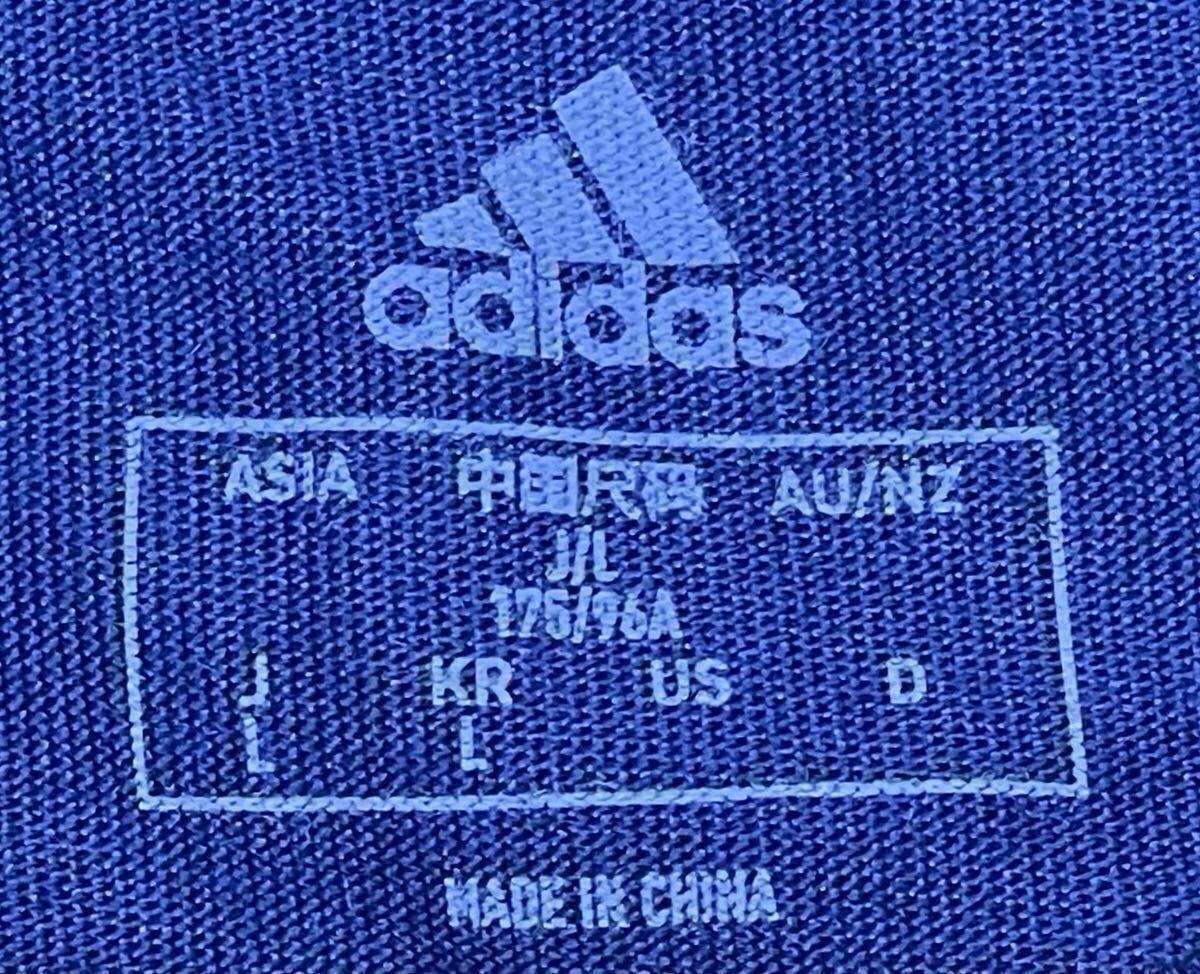 adidas
ASIA 中国尺码 AU/NZ
J/L
175/96A
J KR US D
L L
MADE IN CHINA